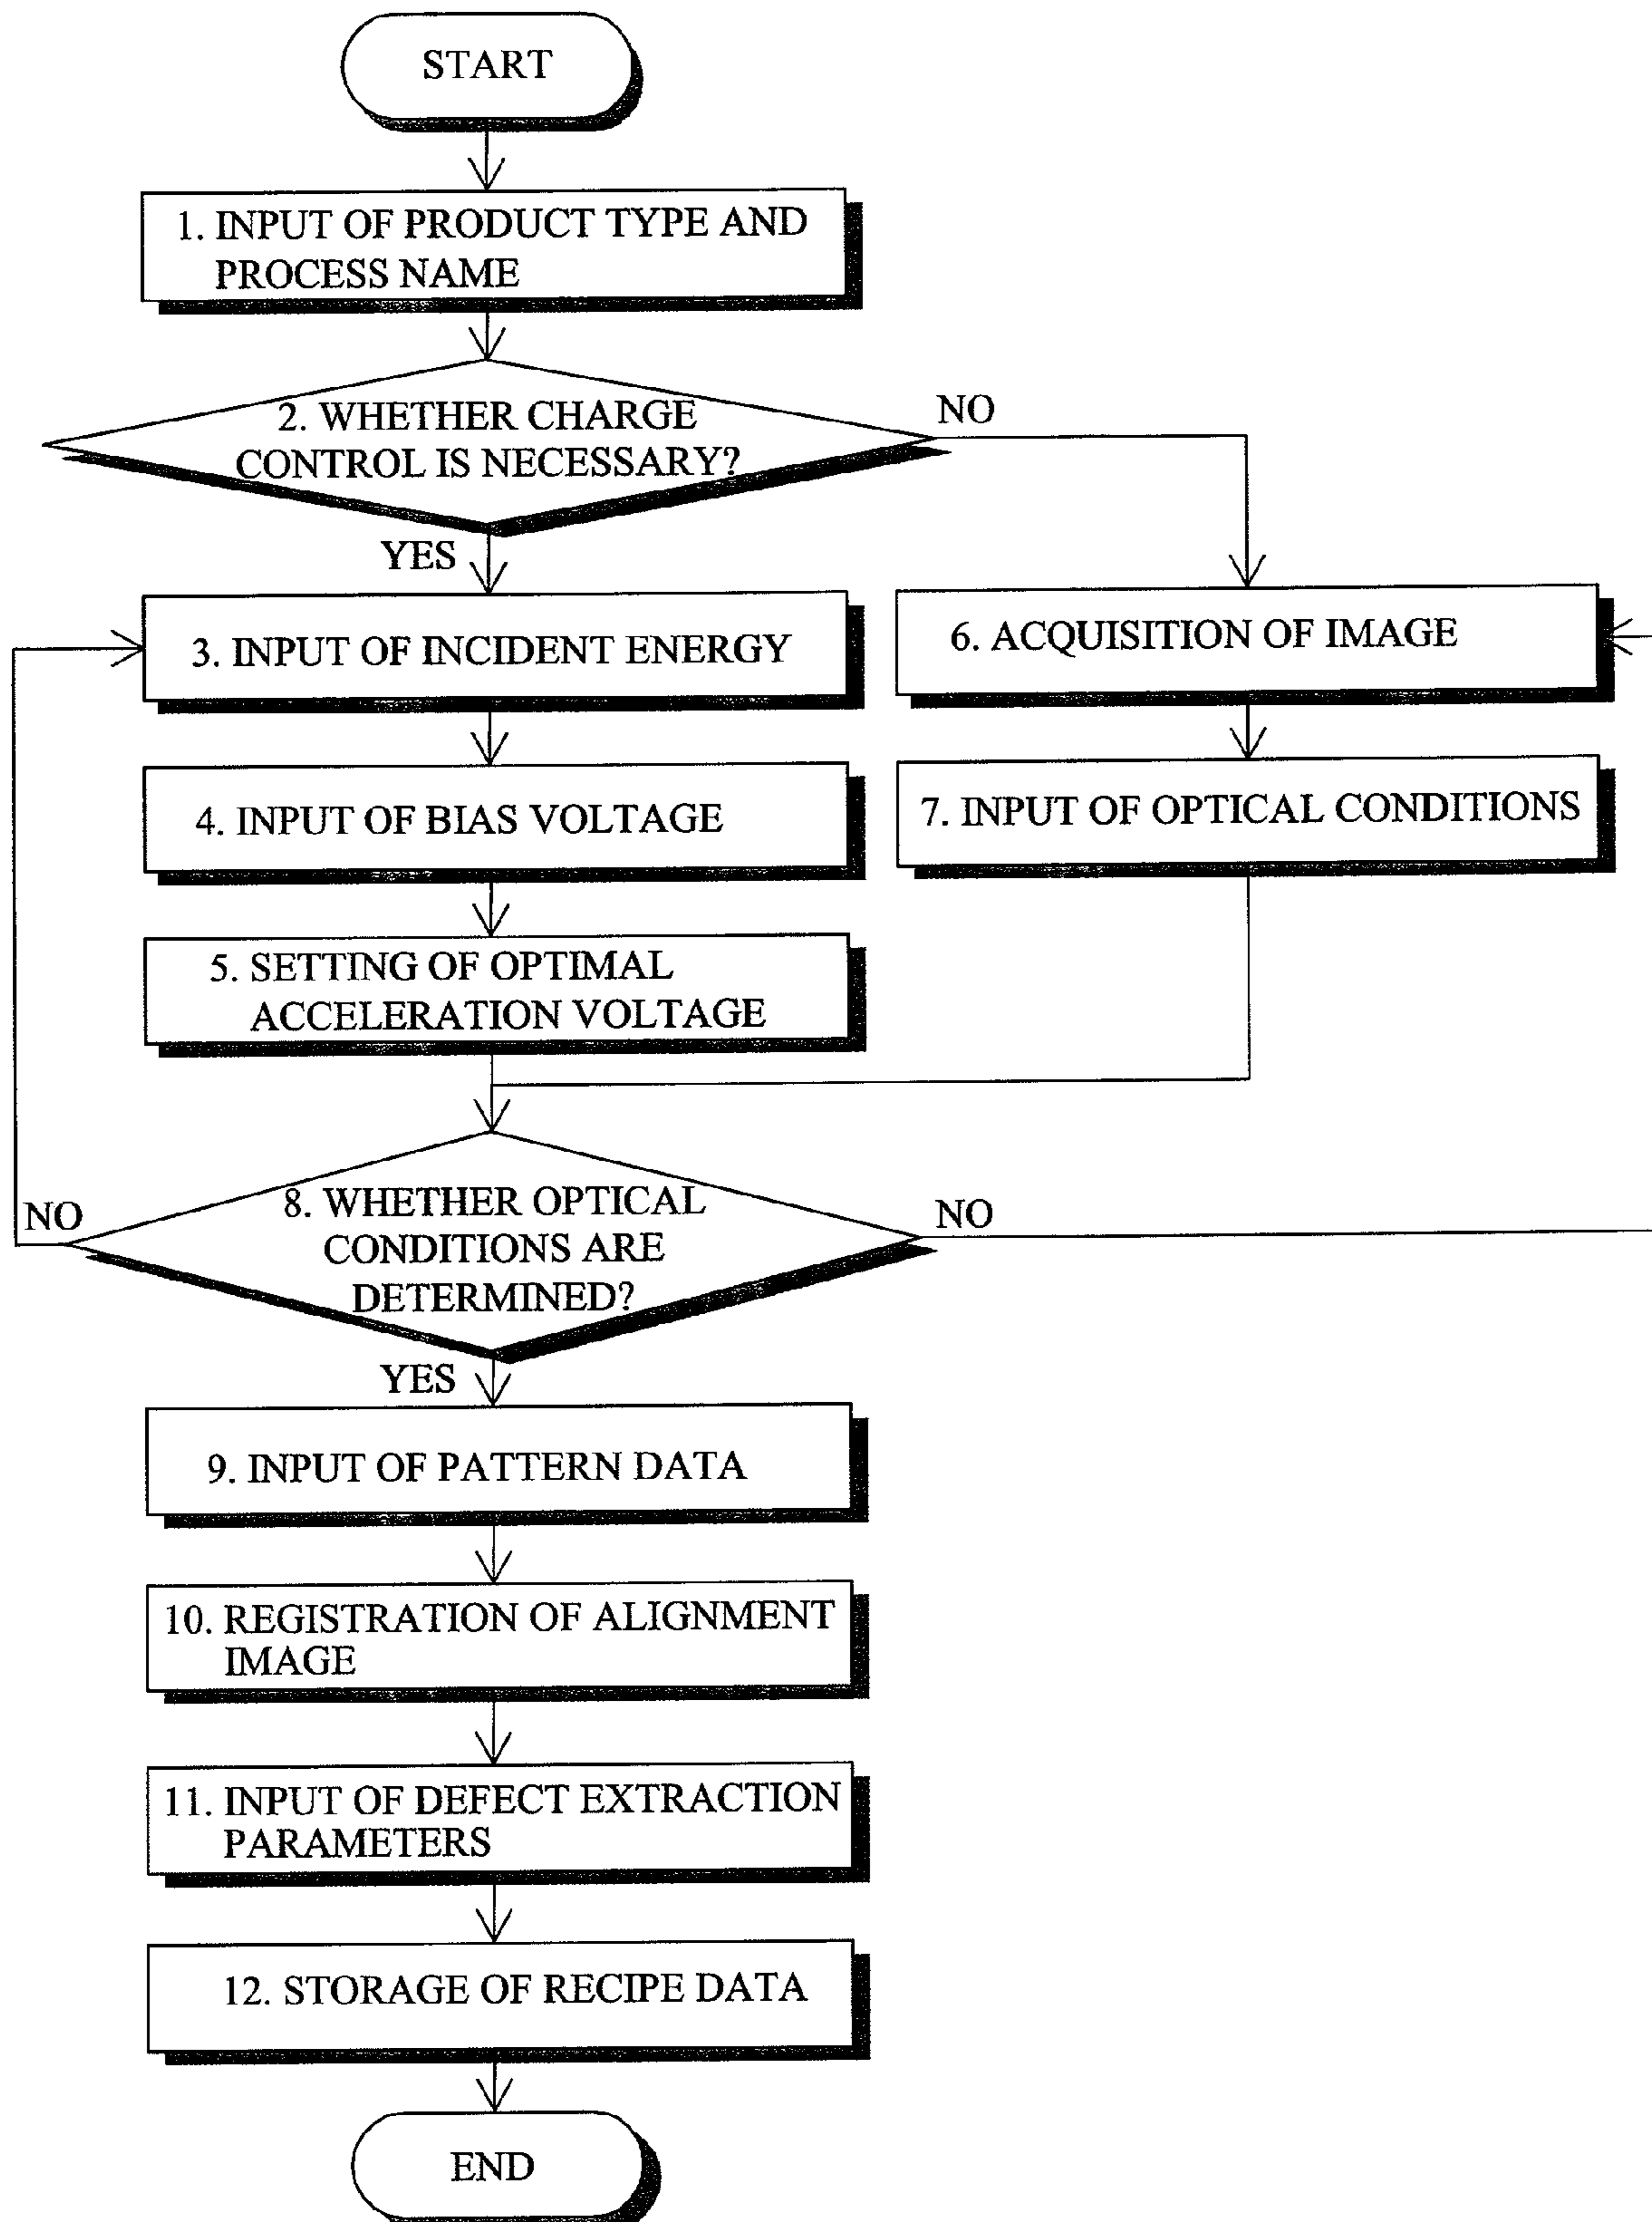 START
1. INPUT OF PRODUCT TYPE AND
PROCESS NAME
2. WHETHER CHARGE
CONTROL IS NECESSARY?
NO
YES
3. INPUT OF INCIDENT ENERGY
6. ACQUISITION OF IMAGE
4. INPUT OF BIAS VOLTAGE
7. INPUT OF OPTICAL CONDITIONS
5. SETTING OF OPTIMAL
ACCELERATION VOLTAGE
NO
8. WHETHER OPTICAL
CONDITIONS ARE
DETERMINED?
NO
YES
9. INPUT OF PATTERN DATA
10. REGISTRATION OF ALIGNMENT
IMAGE
11. INPUT OF DEFECT EXTRACTION
PARAMETERS
12. STORAGE OF RECIPE DATA
END